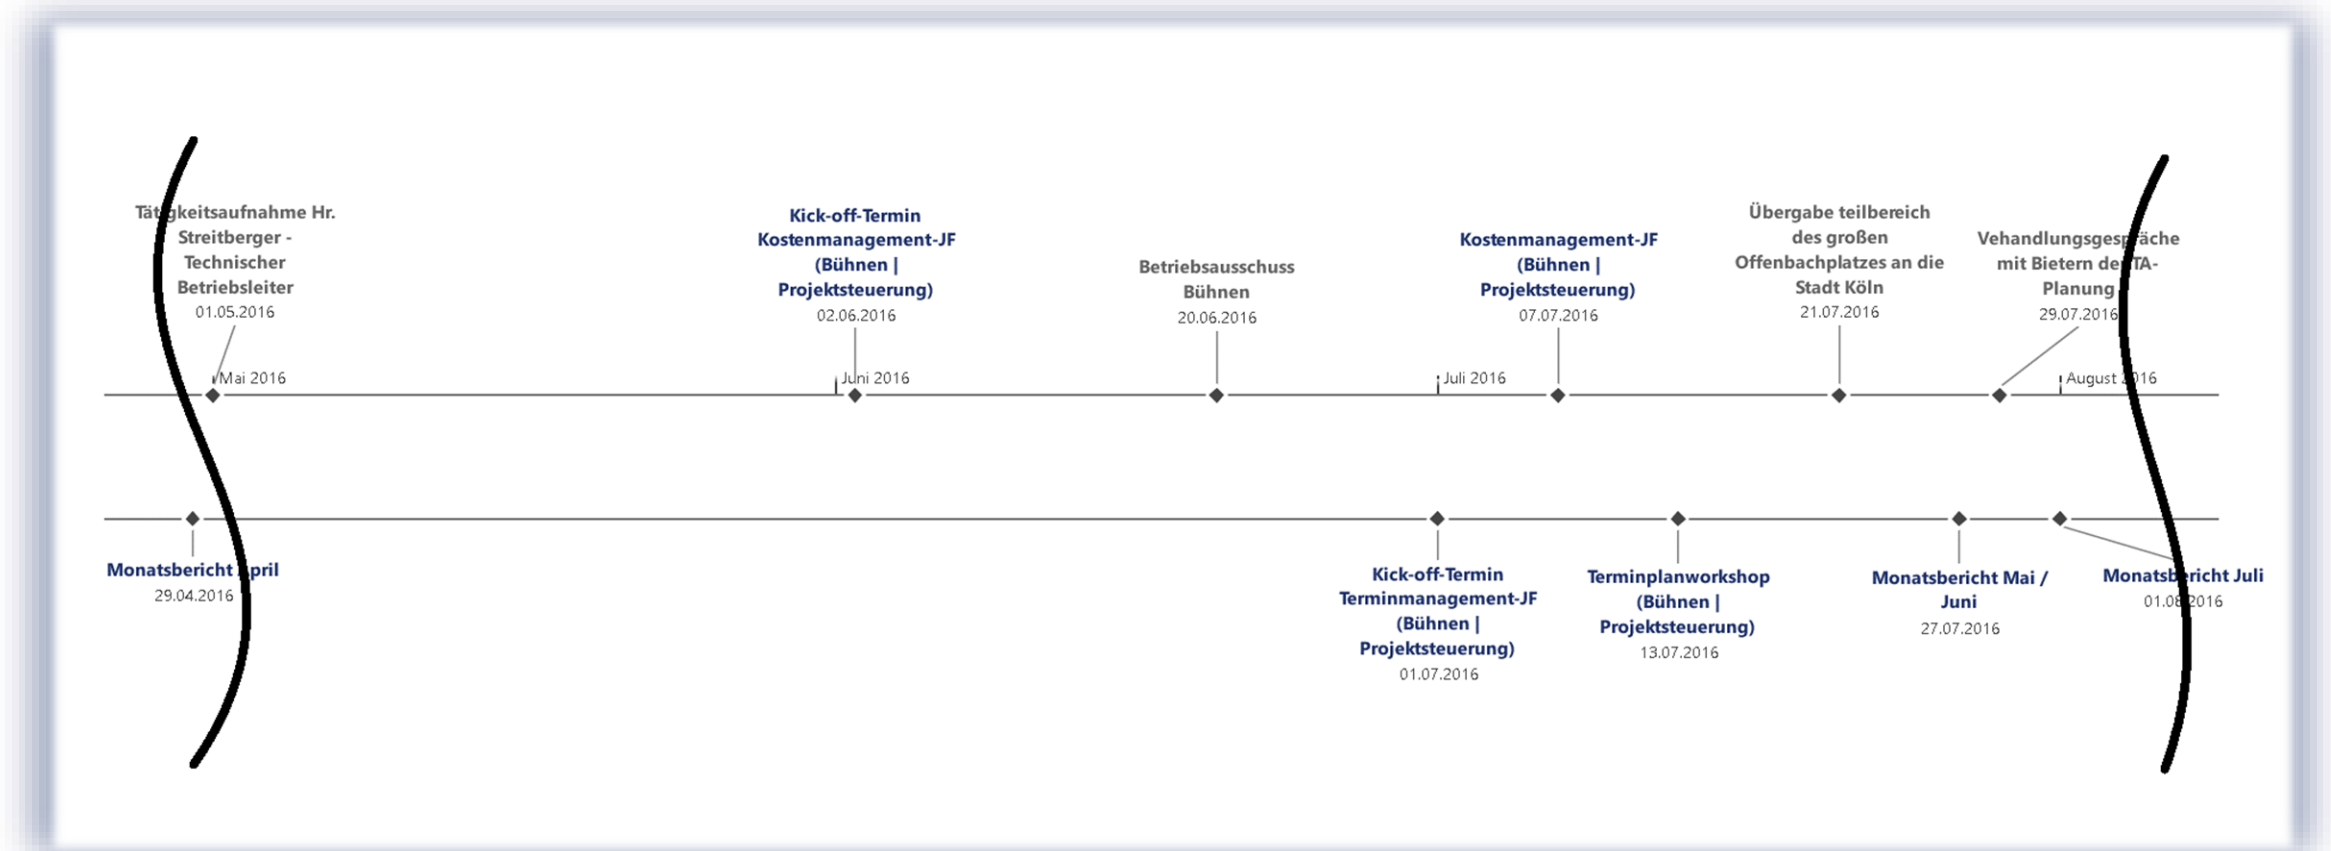 Tätigkeitsaufnahme Hr.
Streitberger -
Technischer
Betriebsleiter
01.05.2016
Kick-off-Termin
Kostenmanagement-JF
(Bühnen |
Projektsteuerung)
02.06.2016
Betriebsausschuss
Bühnen
20.06.2016
Kostenmanagement-JF
(Bühnen |
Projektsteuerung)
07.07.2016
Übergabe teilbereich
des großen
Offenbachplatzes an die
Stadt Köln
21.07.2016
Vehandlungsgespräche
mit Bietern der TA-
Planung
29.07.2016
Mai 2016
Juni 2016
Juli 2016
August 2016
Monatsbericht April
29.04.2016
Kick-off-Termin
Terminmanagement-JF
(Bühnen |
Projektsteuerung)
01.07.2016
Terminplanworkshop
(Bühnen |
Projektsteuerung)
13.07.2016
Monatsbericht Mai /
Juni
27.07.2016
Monatsbericht Juli
01.08.2016